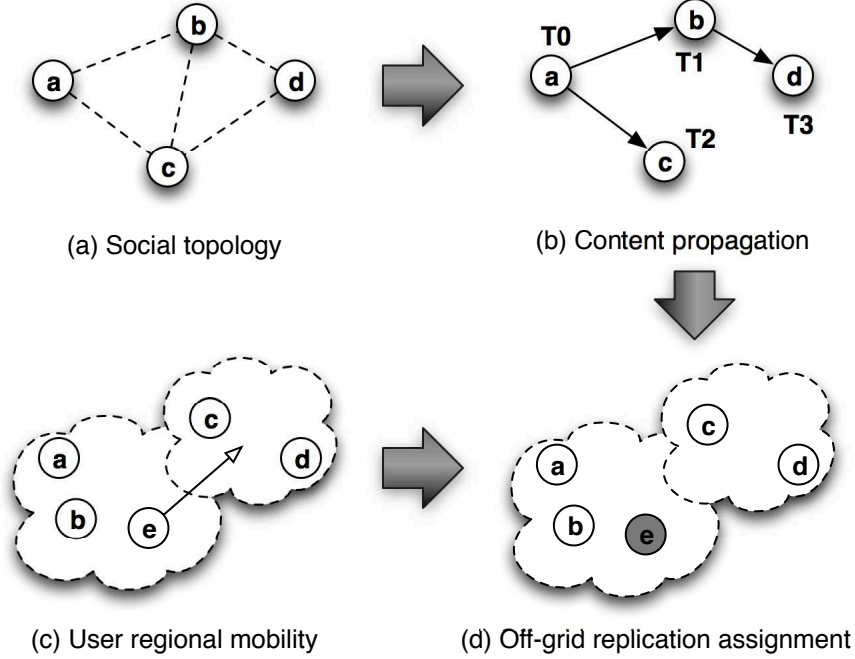 b
a
d
c
(a) Social topology
T0
b
a
T1
d
T2
T3
c
(b) Content propagation
c
a
d
b
e
(c) User regional mobility
c
a
d
b
e
(d) Off-grid replication assignment